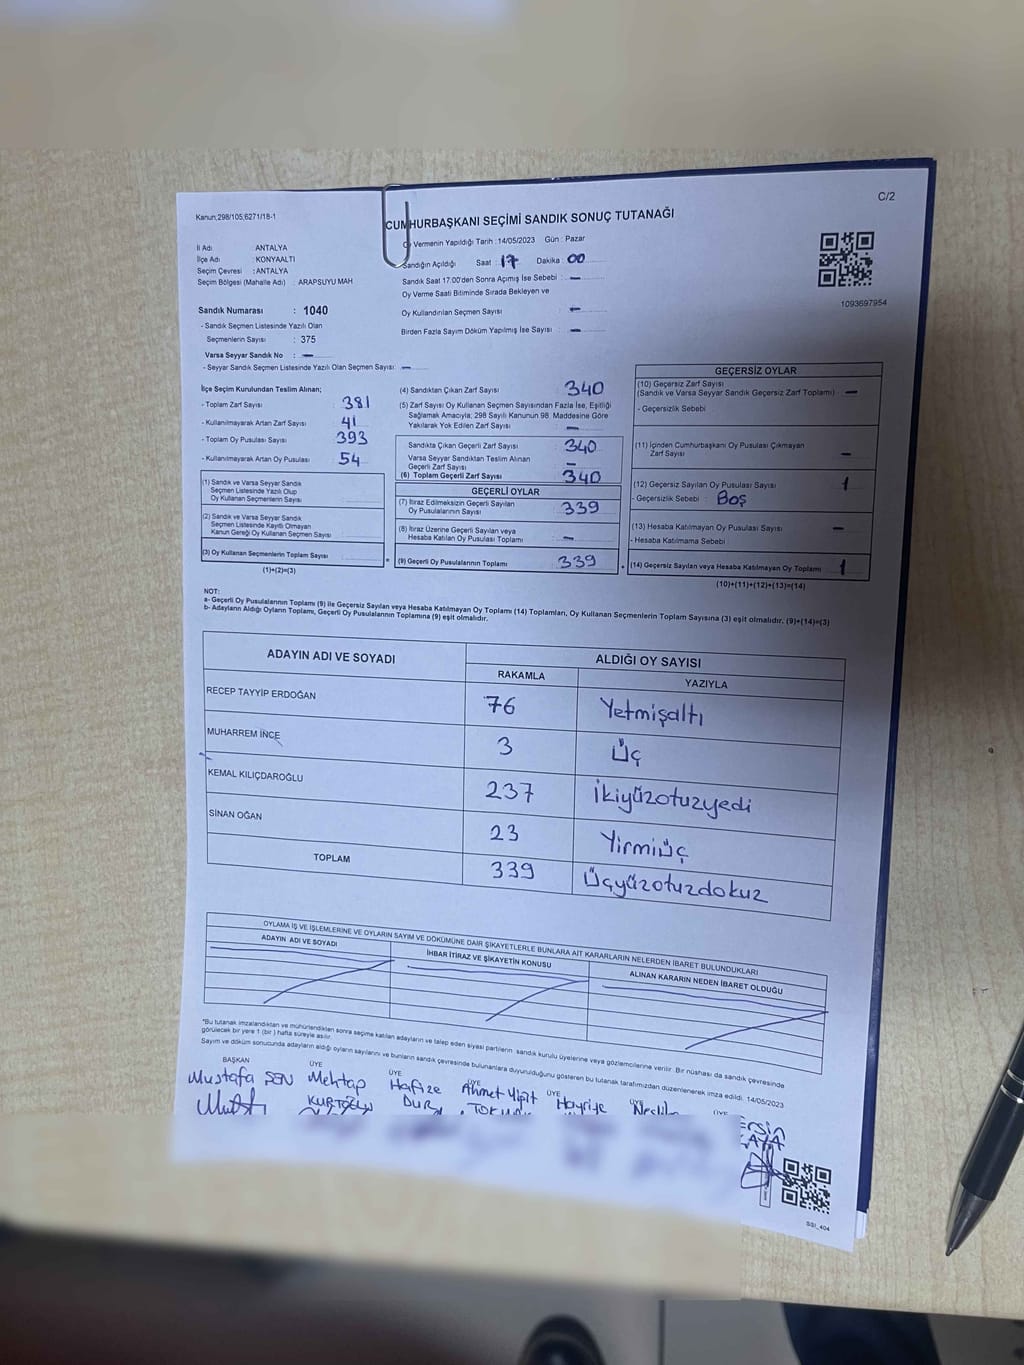 Kanun,298/105,6271/18-1
C/2
CUMHURBAŞKANI SEÇİMİ SANDIK SONUÇ TUTANAĞI
Oy Vermenin Yapıldığı Tarih :14/05/2023 Gün : Pazar
İl Adı ANTALYA
İlçe Adı : KONYAALTI
Seçim Çevresi : ANTALYA
Seçim Bölgesi (Mahalle Adı) : ARAPSUYU MAH
Sandığın Açıldığı Saat : 17 Dakika : 00
Sandık Saat 17:00'den Sonra Açımış İse Sebebi : —
Oy Verme Saati Bitiminde Sırada Bekleyen ve
Oy Kullandırılan Seçmen Sayısı : —
Birden Fazla Sayım Döküm Yapılmış İse Sayısı : —
1093697954
Sandık Numarası : 1040
- Sandık Seçmen Listesinde Yazılı Olan
Seçmenlerin Sayısı : 375
Varsa Seyyar Sandık No : —
- Seyyar Sandık Seçmen Listesinde Yazılı Olan Seçmen Sayısı: —
İlçe Seçim Kurulundan Teslim Alınan;
- Toplam Zarf Sayısı 381
- Kullanılmayarak Artan Zarf Sayısı 41
- Toplam Oy Pusulası Sayısı 393
- Kullanılmayarak Artan Oy Pusulası 54
(1) Sandık ve Varsa Seyyar Sandık
Seçmen Listesinde Yazılı Olup
Oy Kullanan Seçmenlerin Sayısı
(2) Sandık ve Varsa Seyyar Sandık
Seçmen Listesinde Kayıtlı Olmayan
Kanun Gereği Oy Kullanan Seçmen Sayısı
(3) Oy Kullanan Seçmenlerin Toplam Sayısı
(1)+(2)=(3)
(4) Sandıktan Çıkan Zarf Sayısı 340
(5) Zarf Sayısı Oy Kullanan Seçmen Sayısından Fazla İse, Eşitliği
Sağlamak Amacıyla; 298 Sayılı Kanunun 98. Maddesine Göre
Yakılarak Yok Edilen Zarf Sayısı —
Sandıkta Çıkan Geçerli Zarf Sayısı 340
Varsa Seyyar Sandıktan Teslim Alınan
Geçerli Zarf Sayısı —
(6) Toplam Geçerli Zarf Sayısı 340
GEÇERLİ OYLAR
(7) İtiraz Edilmeksizin Geçerli Sayılan
Oy Pusulalarının Sayısı 339
(8) İtiraz Üzerine Geçerli Sayılan veya
Hesaba Katılan Oy Pusulası Toplamı —
(9) Geçerli Oy Pusulalarının Toplamı 339
GEÇERSİZ OYLAR
(10) Geçersiz Zarf Sayısı
(Sandık ve Varsa Seyyar Sandık Geçersiz Zarf Toplamı) —
- Geçersizlik Sebebi
(11) İçinden Cumhurbaşkanı Oy Pusulası Çıkmayan
Zarf Sayısı —
(12) Geçersiz Sayılan Oy Pusulası Sayısı 1
- Geçersizlik Sebebi : Boş
(13) Hesaba Katılmayan Oy Pusulası Sayısı —
- Hesaba Katılmama Sebebi
(14) Geçersiz Sayılan veya Hesaba Katılmayan Oy Toplamı 1
(10)+(11)+(12)+(13)=(14)
NOT:
a- Geçerli Oy Pusulalarının Toplamı (9) ile Geçersiz Sayılan veya Hesaba Katılmayan Oy Toplamı (14) Toplamları, Oy Kullanan Seçmenlerin Toplam Sayısına (3) eşit olmalıdır. (9)+(14)=(3)
b- Adayların Aldığı Oyların Toplamı, Geçerli Oy Pusulalarının Toplamına (9) eşit olmalıdır.
ADAYIN ADI VE SOYADI ALDIĞI OY SAYISI
RAKAMLA YAZIYLA
RECEP TAYYİP ERDOĞAN 76 Yetmişaltı
MUHARREM İNCE 3 Üç
KEMAL KILIÇDAROĞLU 237 İkiyüzotuzyedi
SİNAN OĞAN 23 Yirmiüç
TOPLAM 339 Üçyüzotuzdokuz
OYLAMA İŞ VE İŞLEMLERİNE VE OYLARIN SAYIM VE DÖKÜMÜNE DAİR ŞİKAYETLERLE BUNLARA AİT KARARLARIN NELERDEN İBARET BULUNDUKLARI
ADAYIN ADI VE SOYADI İHBAR İTİRAZ VE ŞİKAYETİN KONUSU ALINAN KARARIN NEDEN İBARET OLDUĞU
*Bu tutanak imzalandıktan ve mühürlendikten sonra seçime katılan adayların ve talep eden siyasi partilerin sandık kurulu üyelerine veya gözlemcilerine verilir. Bir nüshası da sandık çevresinde
görülecek bir yere 1 (bir) hafta süreyle asılır.
Sayım ve döküm sonucunda adayların aldığı oyların sayılarını ve bunların sandık çevresinde bulunanlara duyurulduğunu gösteren bu tutanak tarafımızdan düzenlenerek imza edildi. 14/05/2023
BAŞKAN ÜYE ÜYE ÜYE ÜYE ÜYE ÜYE
Mustafa ŞEN Mehtap Hafize Ahmet Yiğit Hayriye
SSI_404